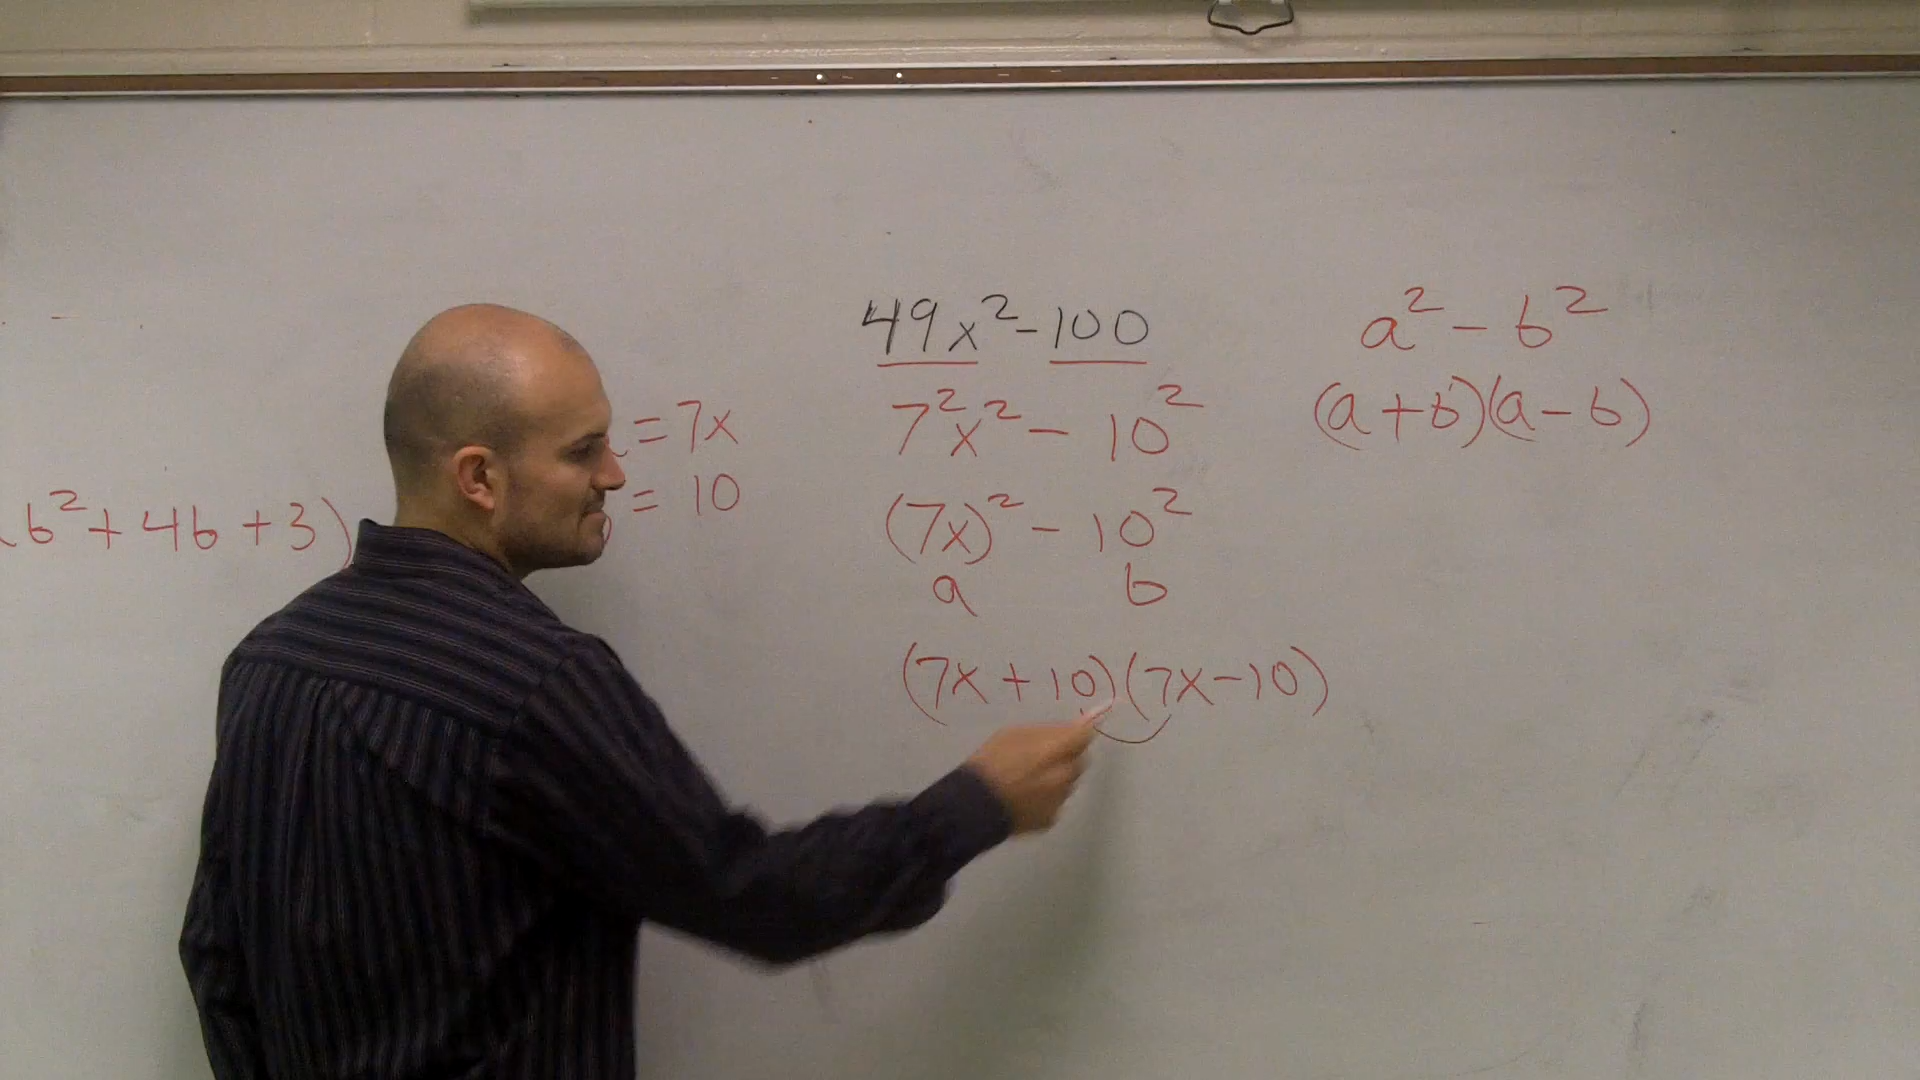 49x² - 100
7²x² - 10²
(7x)² - 10²
a b
(7x + 10)(7x - 10)
a² - b²
(a + b)(a - b)
= 7x
= 10
b² + 4b + 3)